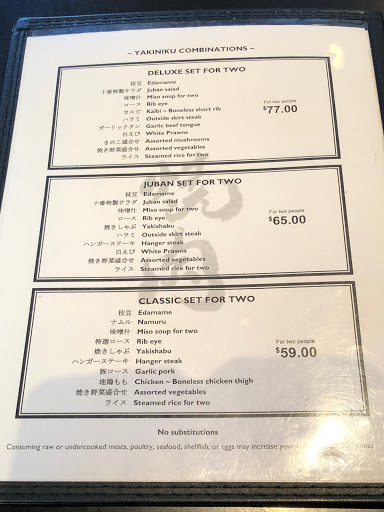 ~ YAKINIKU COMBINATIONS ~
DELUXE SET FOR TWO
枝豆 Edamame
十番特製サラダ Juban salad
味噌汁 Miso soup for two
ロース Rib eye
カルビ Kalbi ~ Boneless short rib
ハラミ Outside skirt steak
ガーリックタン Garlic beef tongue
白えび White Prawns
きのこ盛合せ Assorted mushrooms
焼き野菜盛合せ Assorted vegetables
ライス Steamed rice for two
For two people
$77.00
JUBAN SET FOR TWO
枝豆 Edamame
十番特製サラダ Juban salad
味噌汁 Miso soup for two
ロース Rib eye
焼きしゃぶ Yakishabu
ハラミ Outside skirt steak
ハンガーステーキ Hanger steak
白えび White Prawns
焼き野菜盛合せ Assorted vegetables
ライス Steamed rice for two
For two people
$65.00
CLASSIC SET FOR TWO
枝豆 Edamame
ナムル Namuru
味噌汁 Miso soup for two
特選ロース Rib eye
焼きしゃぶ Yakishabu
ハンガーステーキ Hanger steak
豚ロース Garlic pork
地鶏もも Chicken ~ Boneless chicken thigh
焼き野菜盛合せ Assorted vegetables
ライス Steamed rice for two
For two people
$59.00
No substitutions
Consuming raw or undercooked meats, poultry, seafood, shellfish, or eggs may increase your